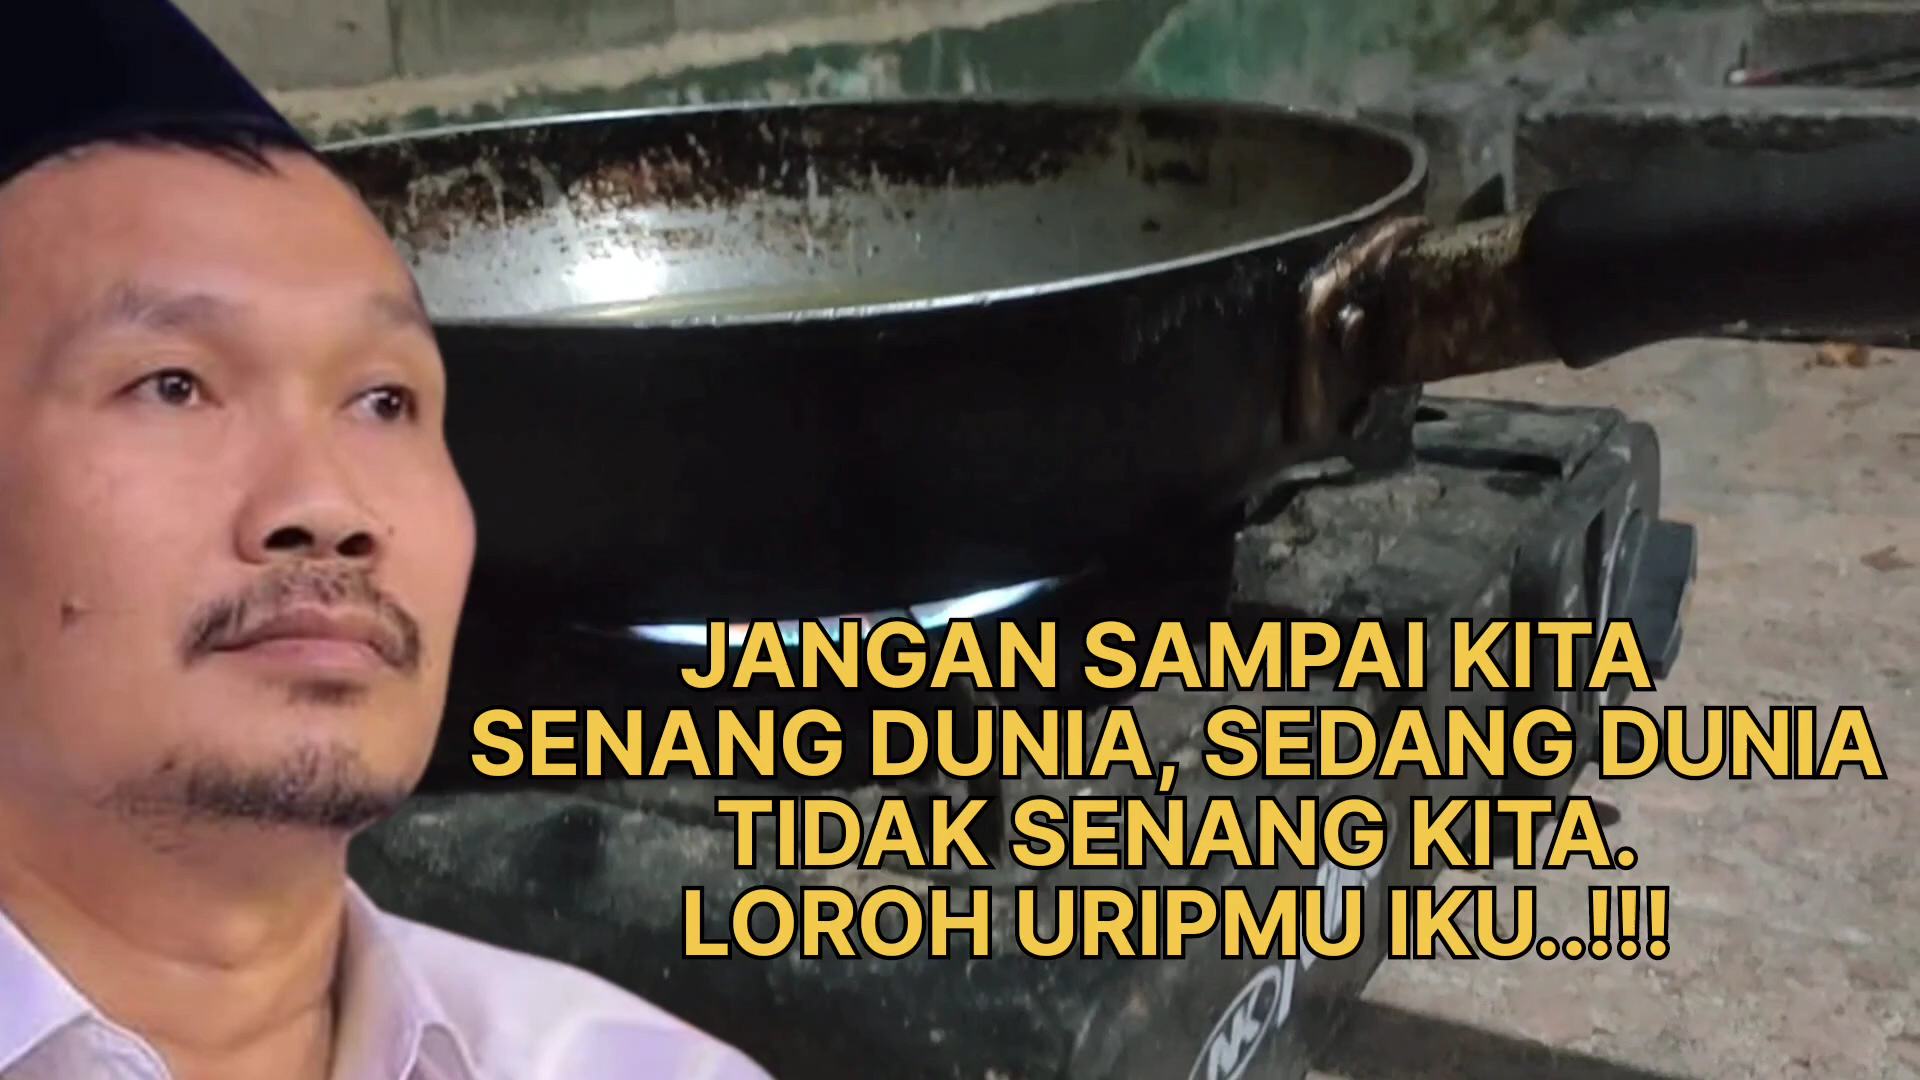 JANGAN SAMPAI KITA
SENANG DUNIA, SEDANG DUNIA
TIDAK SENANG KITA.
LOROH URIPMU IKU..!!!